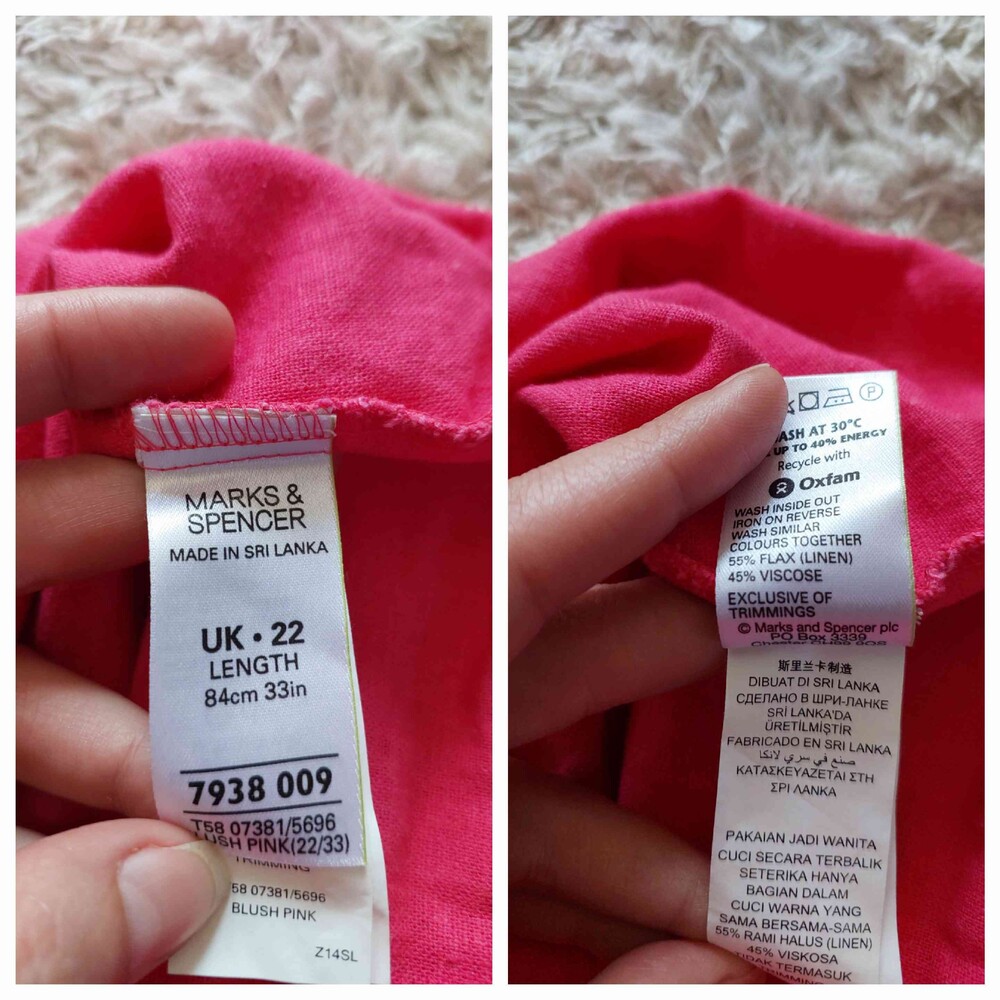 MARKS &
SPENCER
MADE IN SRI LANKA
UK • 22
LENGTH
84cm 33in
7938 009
T58 07381/5696
PINK(22/33)
TRIMMING
58 07381/5696
BLUSH PINK
Z14SL
P
AT 30°C
UP TO 40% ENERGY
Recycle with
Oxfam
WASH INSIDE OUT
IRON ON REVERSE
WASH SIMILAR
COLOURS TOGETHER
55% FLAX (LINEN)
45% VISCOSE
EXCLUSIVE OF
TRIMMINGS
© Marks and Spencer plc
PO Box 3339
斯里兰卡制造
DIBUAT DI SRI LANKA
СДЕЛАНО В ШРИ-ЛАНКЕ
SRİ LANKA'DA
ÜRETİLMİŞTİR
FABRICADO EN SRI LANKA
صنع في سري لانكا
ΚΑΤΑΣΚΕΥΑΖΕΤΑΙ ΣΤΗ
ΣΡΙ ΛΑΝΚΑ
PAKAIAN JADI WANITA
CUCI SECARA TERBALIK
SETERIKA HANYA
BAGIAN DALAM
CUCI WARNA YANG
SAMA BERSAMA-SAMA
55% RAMI HALUS (LINEN)
45% VISKOSA
TERMASUK